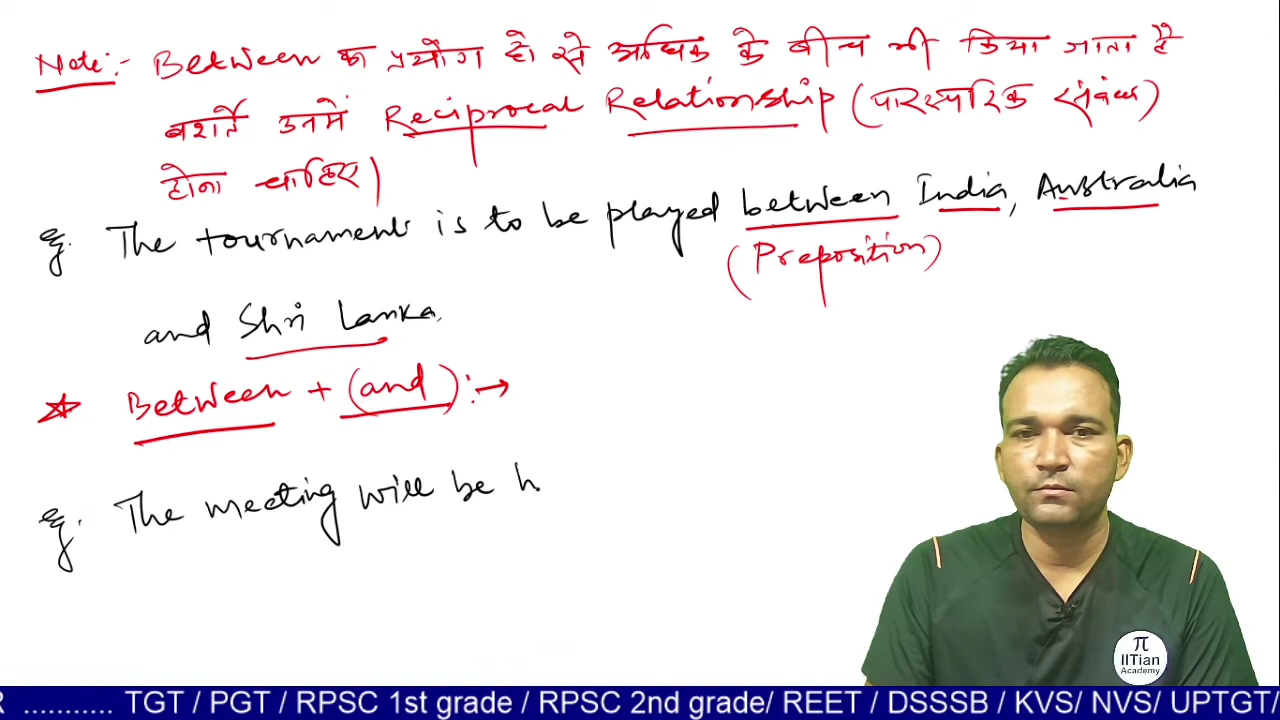 Note:- Between का प्रयोग दो से अधिक के बीच भी किया जाता है
बशर्ते उनमें Reciprocal Relationship (पारस्परिक संबंध)
होना चाहिए।
Eg. The tournament is to be played between India, Australia
(Preposition)
and Shri Lanka.
★ Between + (and) :→
Eg. The meeting will be h
π
IITian
Academy
R ........... TGT / PGT / RPSC 1st grade / RPSC 2nd grade/ REET / DSSSB / KVS/ NVS/ UPTGT/